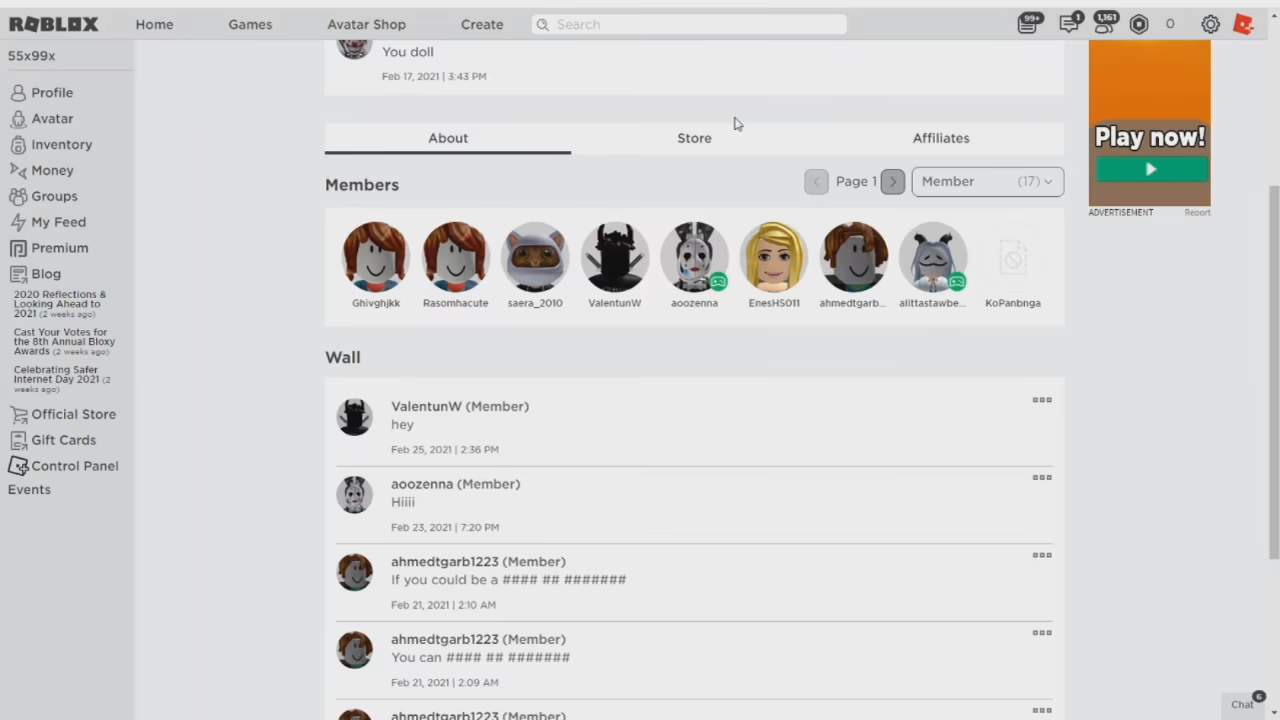 ROBLOX
Home
Games
Avatar Shop
Create
Search
99+
1
1,161
0
55x99x
Profile
Avatar
Inventory
Money
Groups
My Feed
Premium
Blog
2020 Reflections &
Looking Ahead to
2021 (2 weeks ago)
Cast Your Votes for
the 8th Annual Bloxy
Awards (2 weeks ago)
Celebrating Safer
Internet Day 2021 (2
weeks ago)
Official Store
Gift Cards
Control Panel
Events
You doll
Feb 17, 2021 | 3:43 PM
About
Store
Affiliates
Members
Page 1
Member (17)
Ghivghjkk
Rasomhacute
saera_2010
ValentunW
aoozenna
EnesHS011
ahmedtgarb...
alittastawbe...
KoPanbnga
Wall
ValentunW (Member)
hey
Feb 25, 2021 | 2:36 PM
aoozenna (Member)
Hiiii
Feb 23, 2021 | 7:20 PM
ahmedtgarb1223 (Member)
If you could be a #### ## #######
Feb 21, 2021 | 2:10 AM
ahmedtgarb1223 (Member)
You can #### ## #######
Feb 21, 2021 | 2:09 AM
ahmedtgarb1223 (Member)
Play now!
ADVERTISEMENT
Report
Chat
6